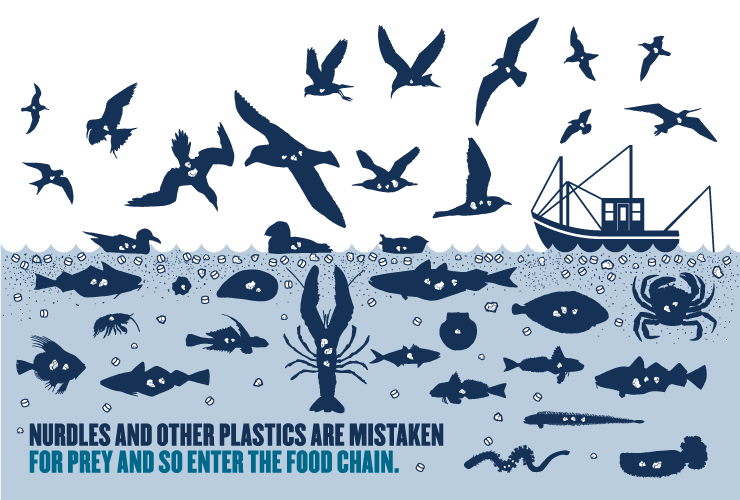 NURDLES AND OTHER PLASTICS ARE MISTAKEN
FOR PREY AND SO ENTER THE FOOD CHAIN.